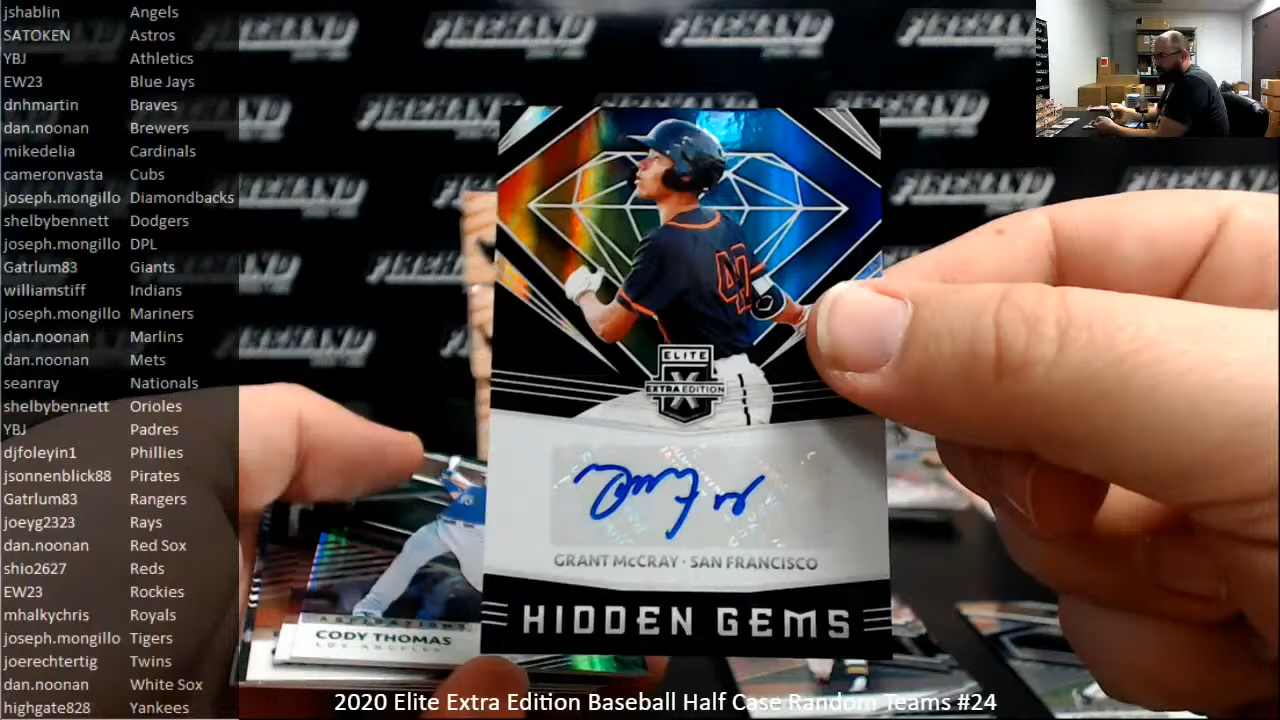 jshablin Angels
SATOKEN Astros
YBJ Athletics
EW23 Blue Jays
dnhmartin Braves
dan.noonan Brewers
mikedelia Cardinals
cameronvasta Cubs
joseph.mongillo Diamondbacks
shelbybennett Dodgers
joseph.mongillo DPL
Gatrlum83 Giants
williamstiff Indians
joseph.mongillo Mariners
dan.noonan Marlins
dan.noonan Mets
seanray Nationals
shelbybennett Orioles
YBJ Padres
djfoleyin1 Phillies
jsonnenblick88 Pirates
Gatrlum83 Rangers
joeyg2323 Rays
dan.noonan Red Sox
shio2627 Reds
EW23 Rockies
mhalkychris Royals
joseph.mongillo Tigers
joerechtertig Twins
dan.noonan White Sox
highgate828 Yankees
FIREHAND
FIREHAND
FIREHAND
FIREHAND
FIREHAND
ELITE
X
EXTRA EDITION
GRANT McCRAY · SAN FRANCISCO
HIDDEN GEMS
CODY THOMAS
LOS ANGELES
2020 Elite Extra Edition Baseball Half Case Random Teams #24